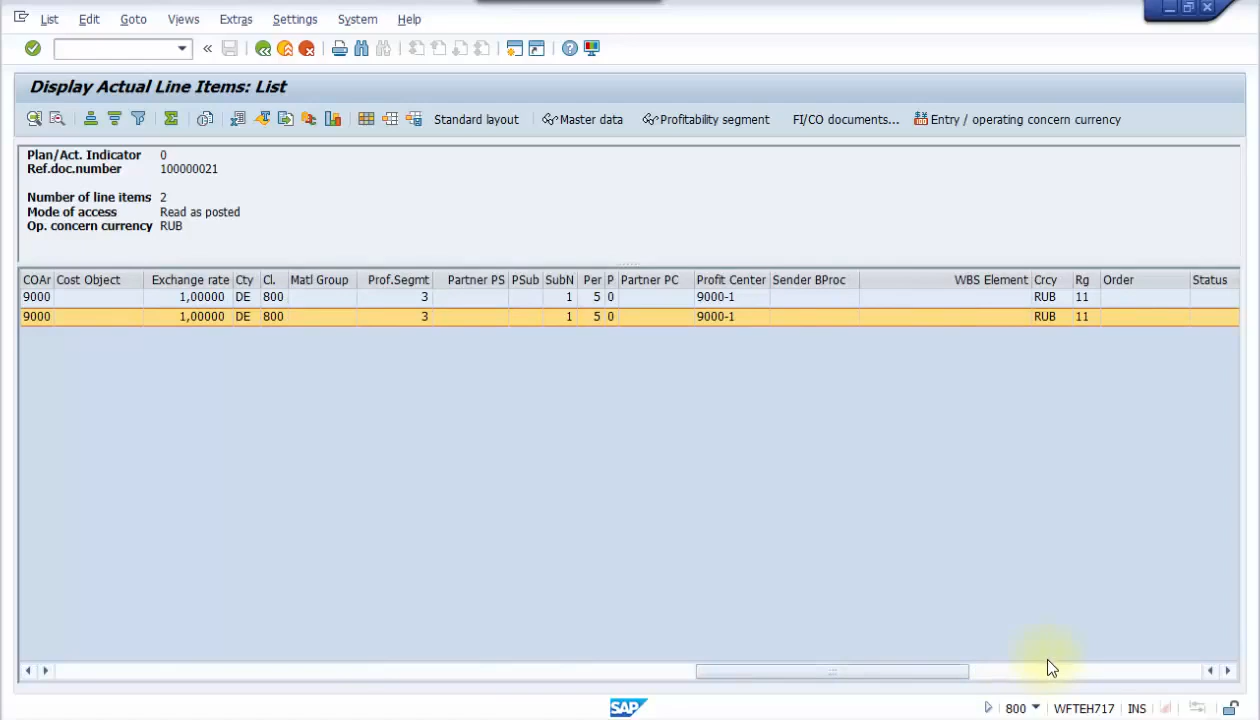 List Edit Goto Views Extras Settings System Help
Display Actual Line Items: List
Standard layout Master data Profitability segment FI/CO documents... Entry / operating concern currency
Plan/Act. Indicator 0
Ref.doc.number 100000021
Number of line items 2
Mode of access Read as posted
Op. concern currency RUB
COAr Cost Object Exchange rate Cty Cl. Matl Group Prof.Segmt Partner PS PSub SubN Per P Partner PC Profit Center Sender BProc WBS Element Crcy Rg Order Status
9000 1,00000 DE 800 3 1 5 0 9000-1 RUB 11
9000 1,00000 DE 800 3 1 5 0 9000-1 RUB 11
SAP 800 WFTEH717 INS